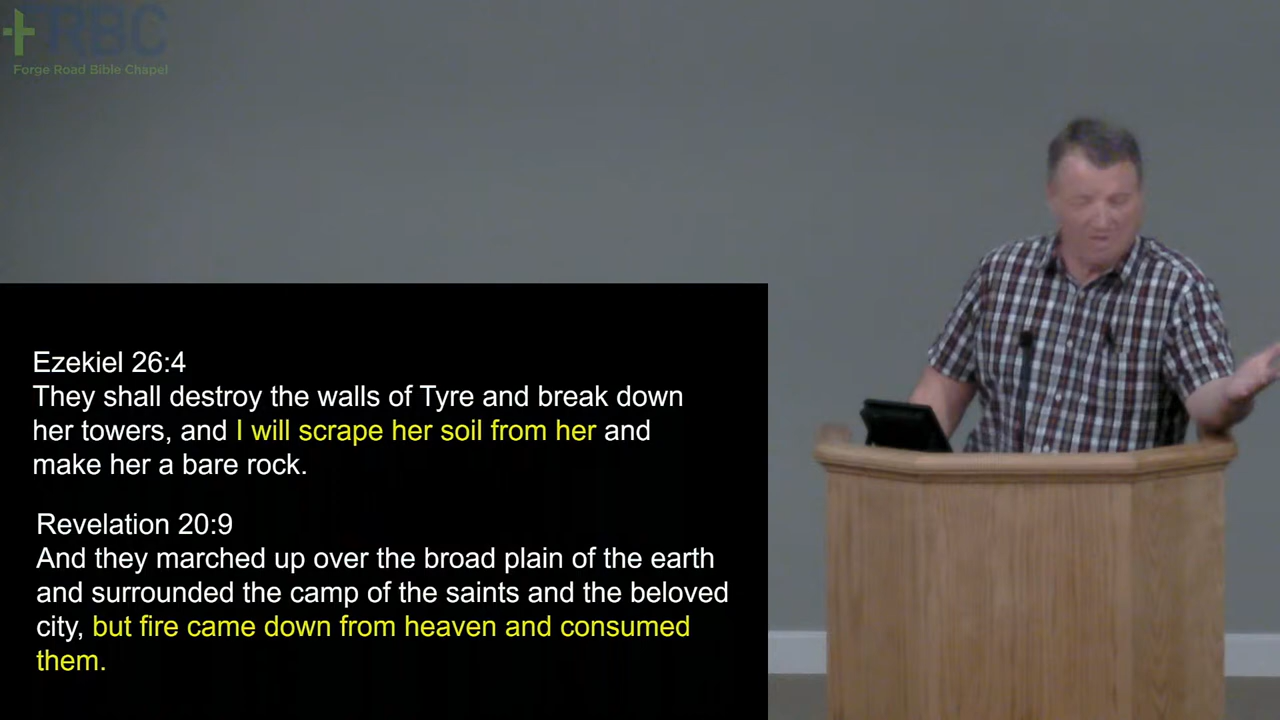 RBC
Forge Road Bible Chapel
Ezekiel 26:4
They shall destroy the walls of Tyre and break down
her towers, and I will scrape her soil from her and
make her a bare rock.
Revelation 20:9
And they marched up over the broad plain of the earth
and surrounded the camp of the saints and the beloved
city, but fire came down from heaven and consumed
them.